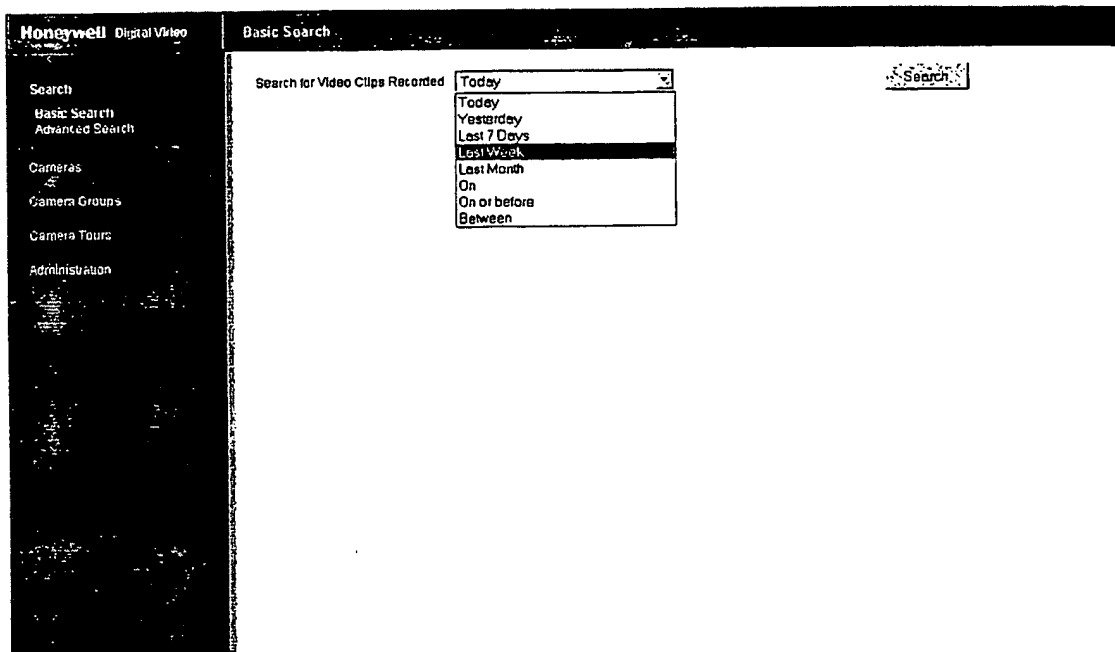 Honeywell Digital Video
Basic Search
Search
Basic Search
Advanced Search
Cameras
Camera Groups
Camera Tours
Administration
Search for Video Clips Recorded Today
Search
Today
Yesterday
Last 7 Days
Last Week
Last Month
On
On or before
Between